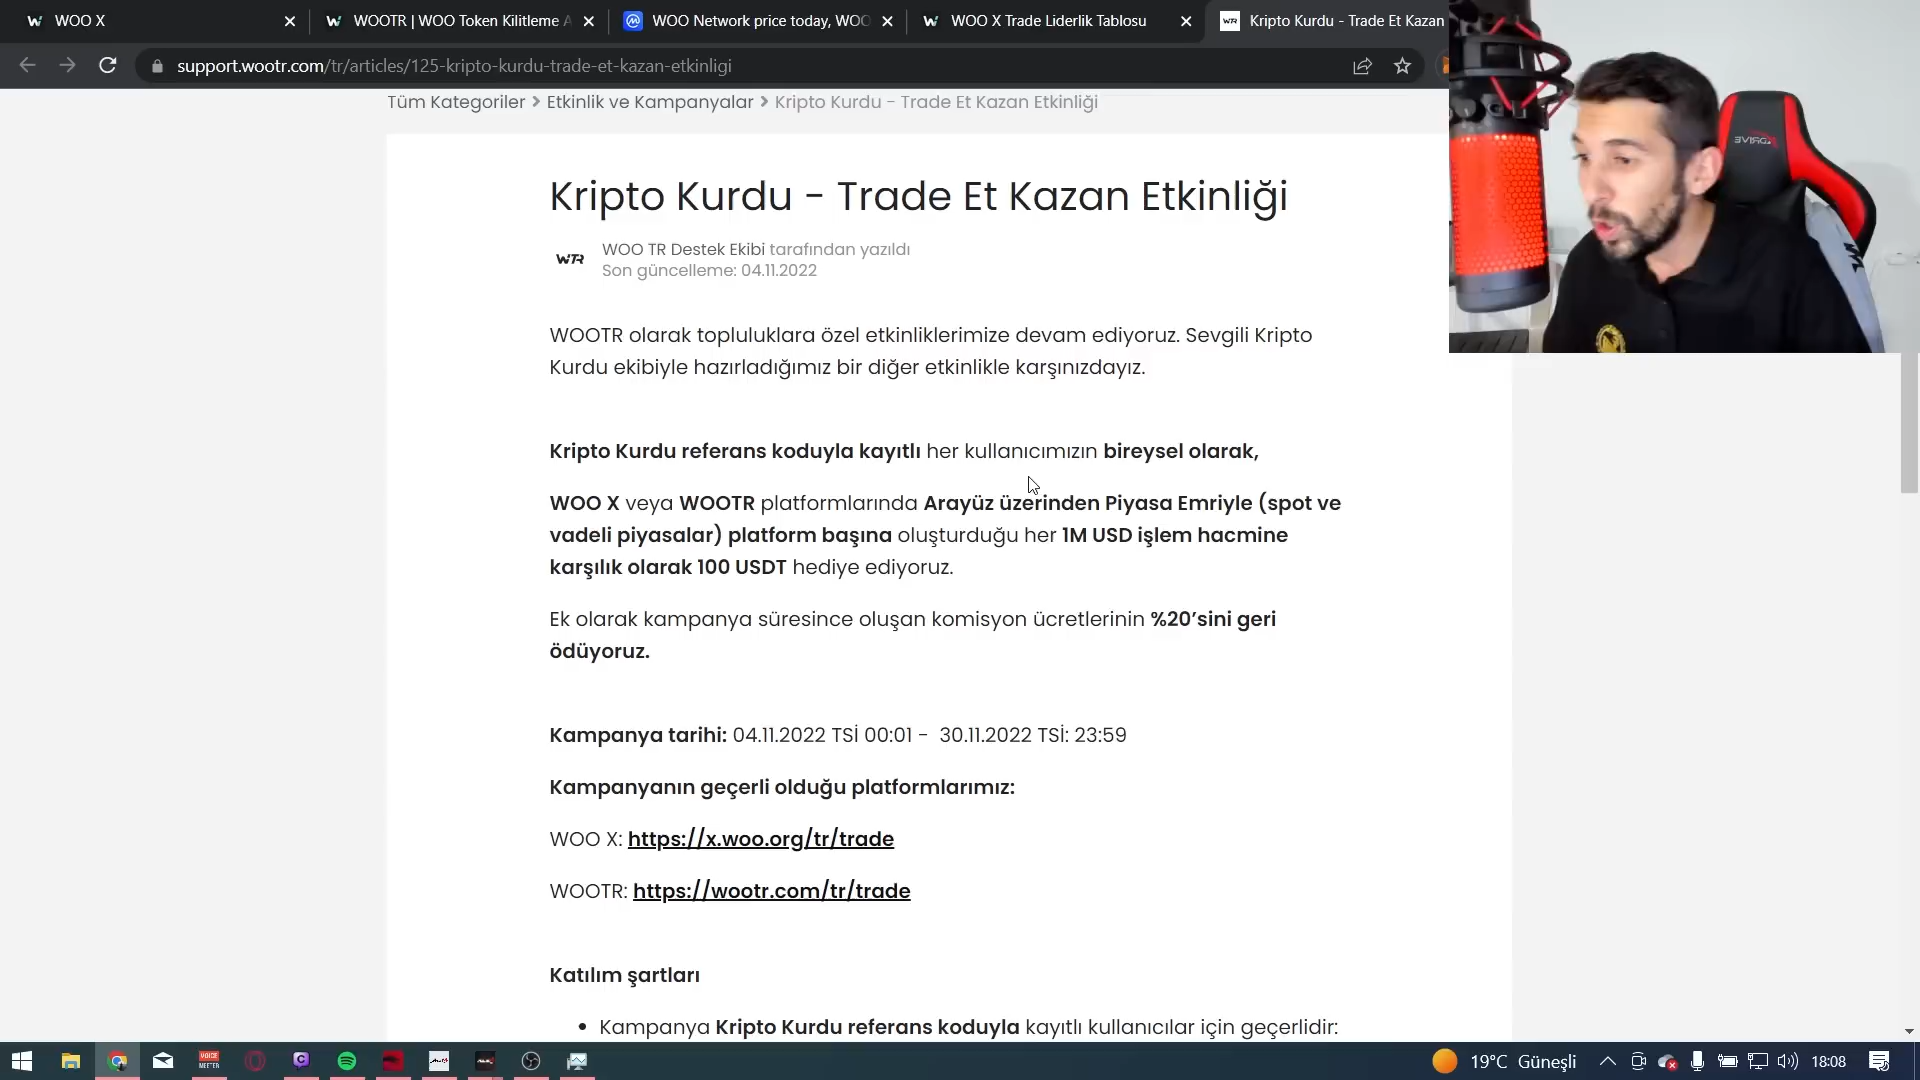 WOO X
WOOTR | WOO Token Kilitleme
WOO Network price today, WOO
WOO X Trade Liderlik Tablosu
Kripto Kurdu - Trade Et Kazan
support.wootr.com/tr/articles/125-kripto-kurdu-trade-et-kazan-etkinligi
Tüm Kategoriler > Etkinlik ve Kampanyalar > Kripto Kurdu - Trade Et Kazan Etkinliği
Kripto Kurdu - Trade Et Kazan Etkinliği
WTR
WOO TR Destek Ekibi tarafından yazıldı
Son güncelleme: 04.11.2022
WOOTR olarak topluluklara özel etkinliklerimize devam ediyoruz. Sevgili Kripto
Kurdu ekibiyle hazırladığımız bir diğer etkinlikle karşınızdayız.
Kripto Kurdu referans koduyla kayıtlı her kullanıcımızın bireysel olarak,
WOO X veya WOOTR platformlarında Arayüz üzerinden Piyasa Emriyle (spot ve
vadeli piyasalar) platform başına oluşturduğu her 1M USD işlem hacmine
karşılık olarak 100 USDT hediye ediyoruz.
Ek olarak kampanya süresince oluşan komisyon ücretlerinin %20’sini geri
ödüyoruz.
Kampanya tarihi: 04.11.2022 TSİ 00:01 - 30.11.2022 TSİ: 23:59
Kampanyanın geçerli olduğu platformlarımız:
WOO X: https://x.woo.org/tr/trade
WOOTR: https://wootr.com/tr/trade
Katılım şartları
• Kampanya Kripto Kurdu referans koduyla kayıtlı kullanıcılar için geçerlidir:
VOICE
MEETER
19°C Güneşli
18:08